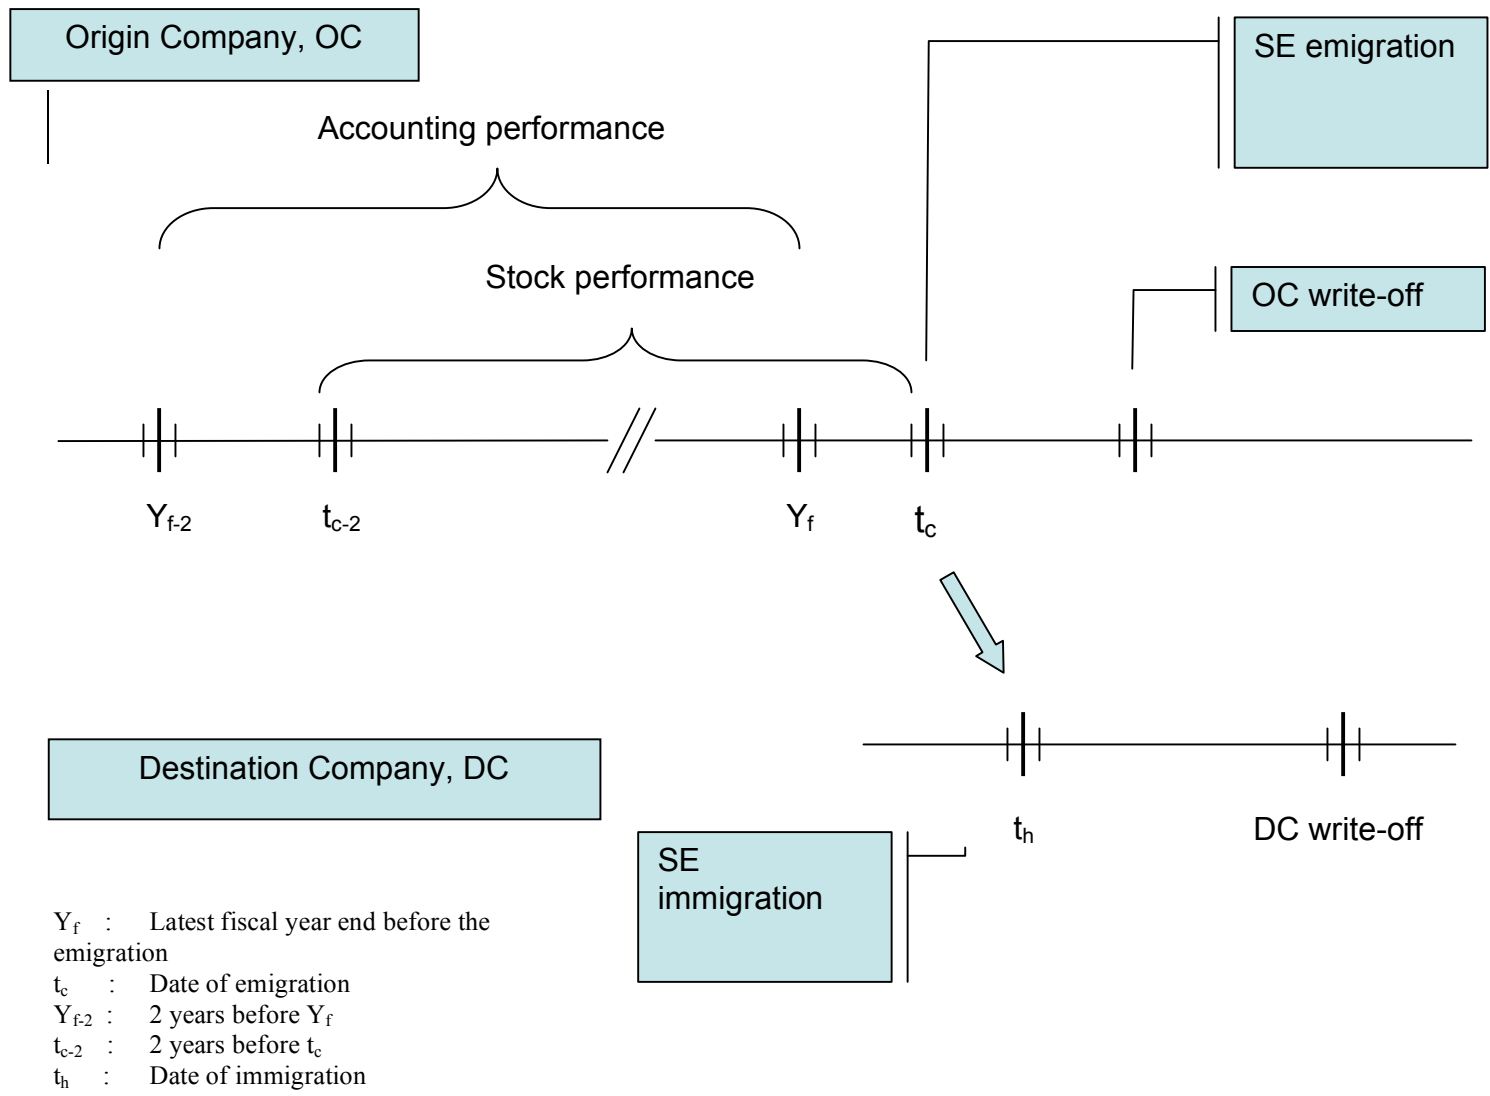 Origin Company, OC
SE emigration
Accounting performance
Stock performance
OC write-off
Yf-2
tc-2
Yf
tc
Destination Company, DC
th
DC write-off
SE
immigration
Yf : Latest fiscal year end before the
emigration
tc : Date of emigration
Yf-2 : 2 years before Yf
tc-2 : 2 years before tc
th : Date of immigration